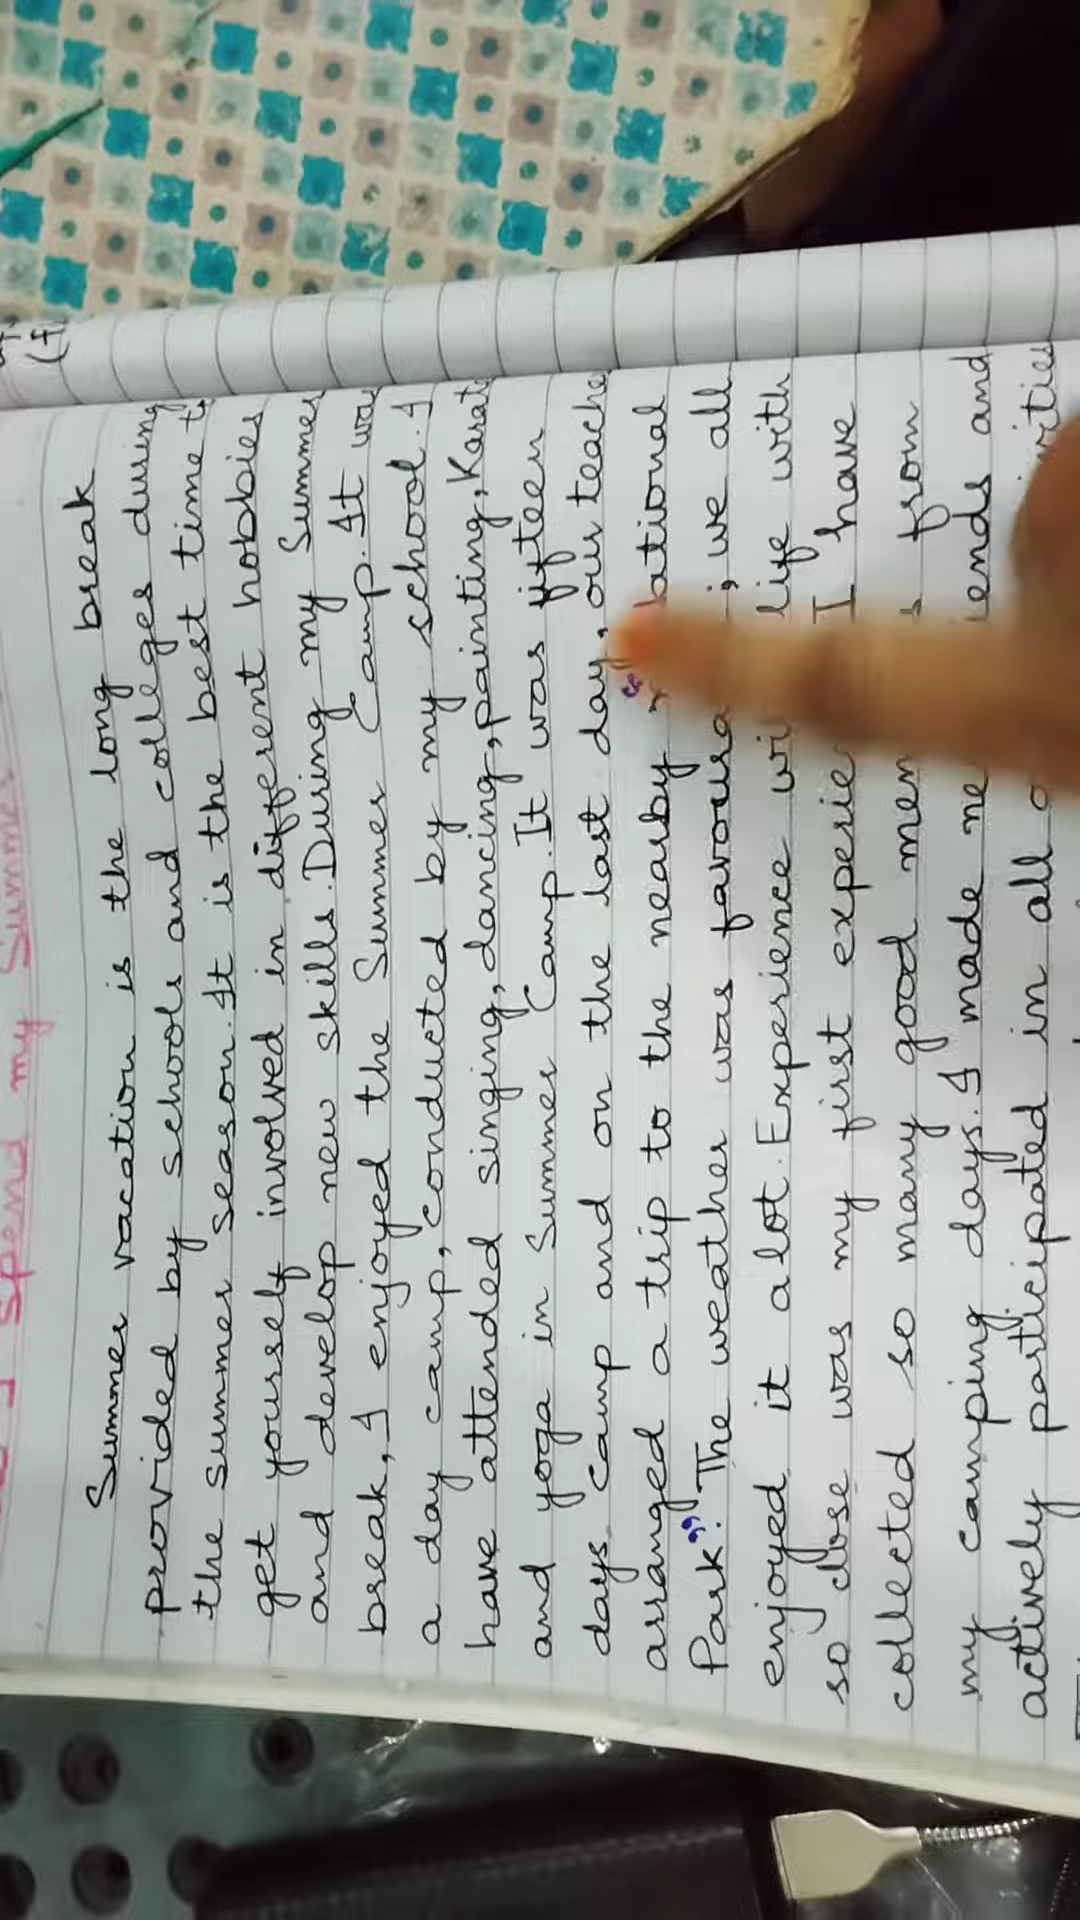 I spend my Summer
Summer vacation is the long break
provided by schools and colleges during
the summer season. It is the best time
get yourself involved in different hobbies
and develop new skills. During my Summer
break, I enjoyed the Summer Camp. It was
a day camp, conducted by my school. I
have attended singing, dancing, painting, Karate
and yoga in Summer Camp. It was fifteen
days camp and on the last day, our teacher
arranged a trip to the nearby "
Park". The weather was ; we all
enjoyed it a lot. Experience life with
so close was my first I have
collected so many good from
my camping days. I made and
actively participated in all